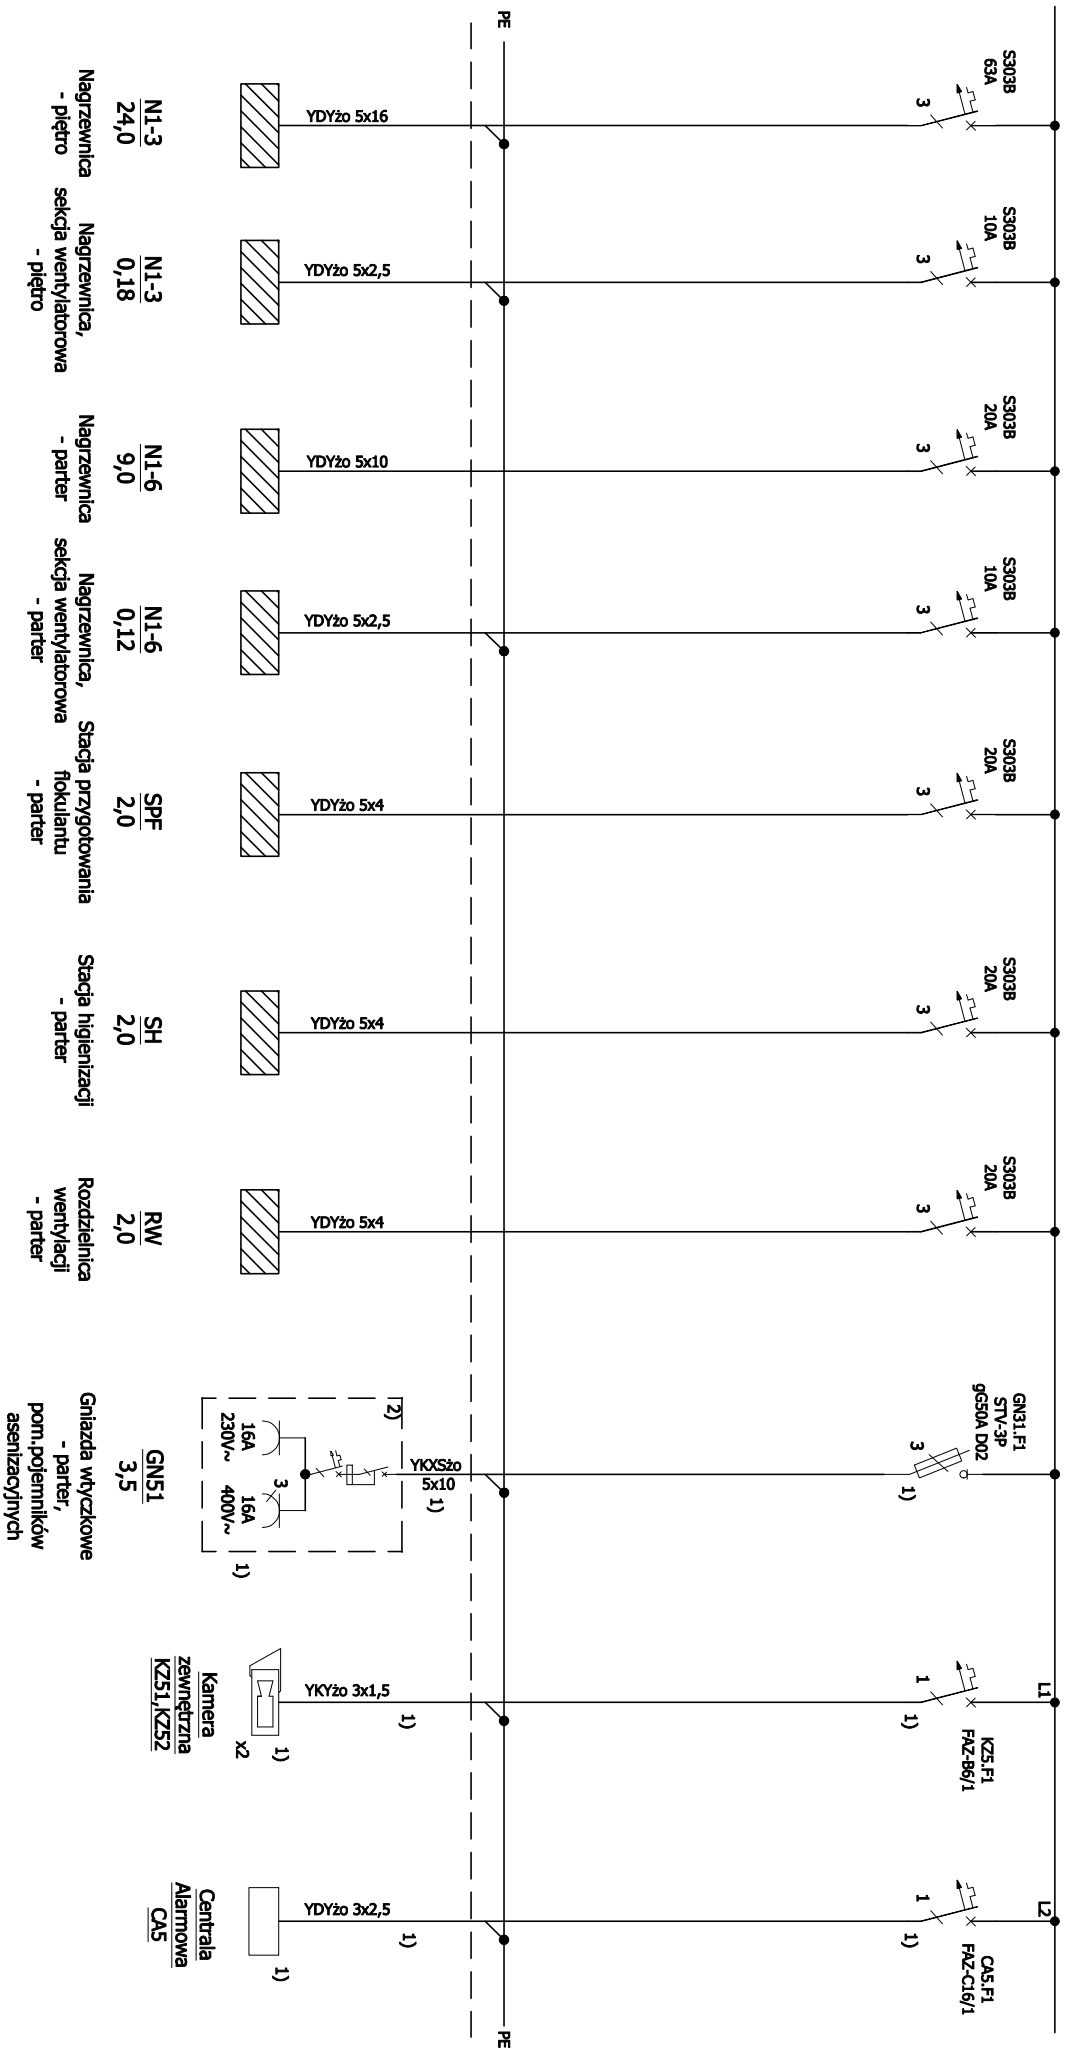 S303B
63A
3
PE
YDYżo 5x16
N1-3
24,0
Nagrzewnica
- piętro
S303B
10A
3
YDYżo 5x2,5
N1-3
0,18
Nagrzewnica,
sekcja wentylatorowa
- piętro
S303B
20A
3
YDYżo 5x10
N1-6
9,0
Nagrzewnica
- parter
S303B
10A
3
YDYżo 5x2,5
N1-6
0,12
Nagrzewnica,
sekcja wentylatorowa
- parter
S303B
20A
3
YDYżo 5x4
SPF
2,0
Stacja przygotowania
flokulantu
- parter
S303B
20A
3
YDYżo 5x4
SH
2,0
Stacja higienizacji
- parter
S303B
20A
3
YDYżo 5x4
RW
2,0
Rozdzielnica
wentylacji
- parter
GN31.F1
STV-3P
gG50A D02
3
1)
YKXSżo
5x10
1)
2)
3
16A
230V~
16A
400V~
1)
GN51
3,5
Gniazda wtyczkowe
- parter,
pom.pojemników
asenizacyjnych
L1
KZ5.F1
FAZ-B6/1
1
1)
YKYżo 3x1,5
1)
1)
x2
Kamera
zewnętrzna
KZ51,KZ52
L2
CA5.F1
FAZ-C16/1
1
1)
PE
YDYżo 3x2,5
1)
1)
Centrala
Alarmowa
CA5